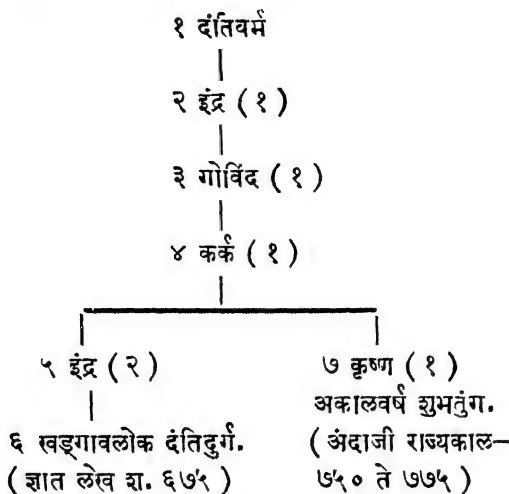 १ दंतिवर्म
२ इंद्र ( १ )
३ गोविंद ( १ )
४ कर्क ( १ )
५ इंद्र ( २ )
७ कृष्ण ( १ )
अकालवर्ष शुभतुंग.
६ खड्गावलोक दंतिदुर्ग.
( अंदाजी राज्यकाल–
( ज्ञात लेख श. ६७५ )
७५० ते ७७५ )